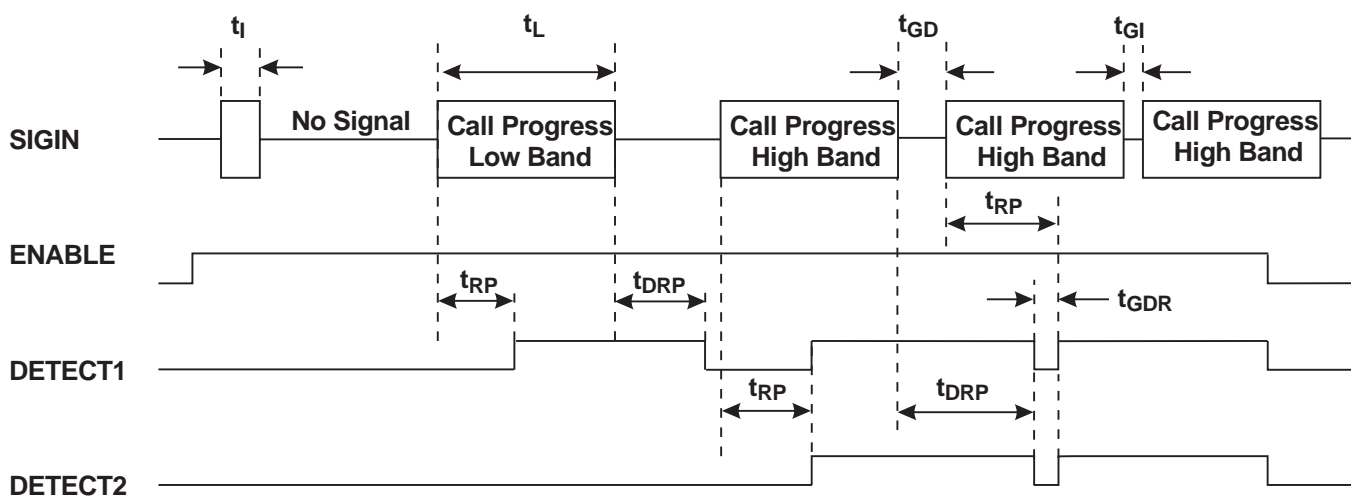 tI
tL
tGD
tGI
SIGIN
No Signal
Call Progress
Low Band
Call Progress
High Band
Call Progress
High Band
Call Progress
High Band
tRP
ENABLE
tRP
tDRP
tGDR
DETECT1
tRP
tDRP
DETECT2